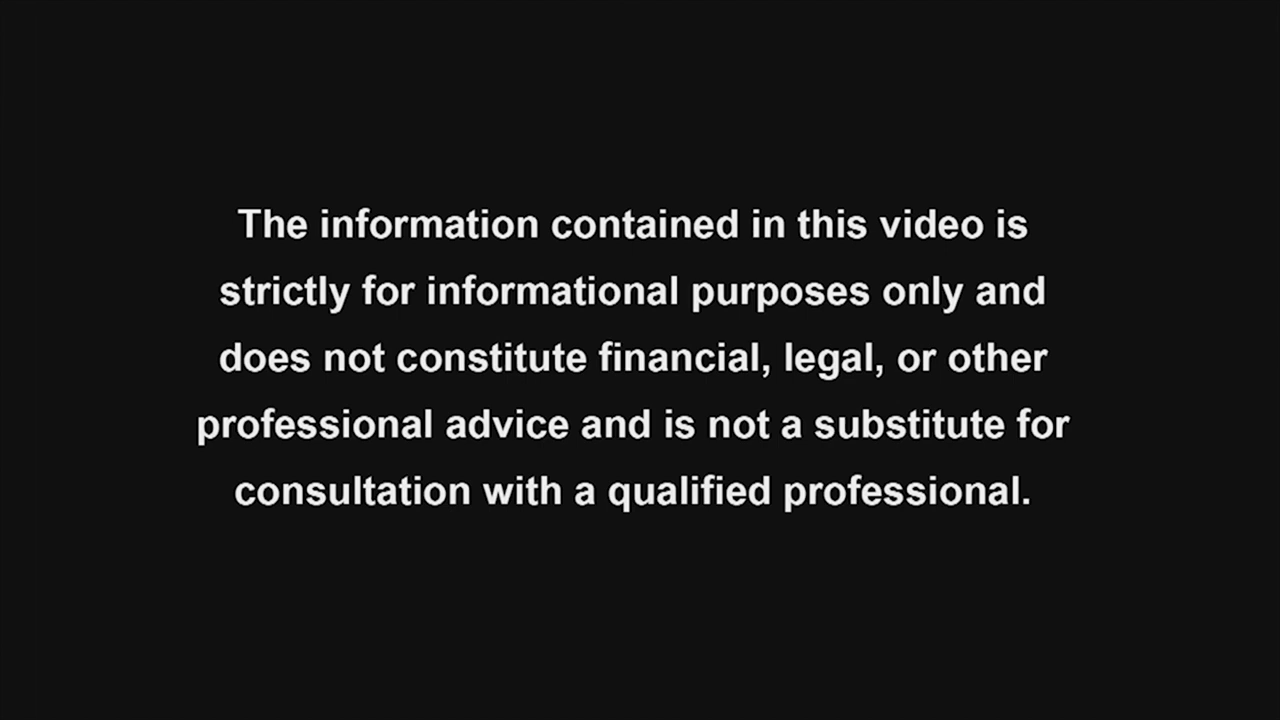 The information contained in this video is
strictly for informational purposes only and
does not constitute financial, legal, or other
professional advice and is not a substitute for
consultation with a qualified professional.